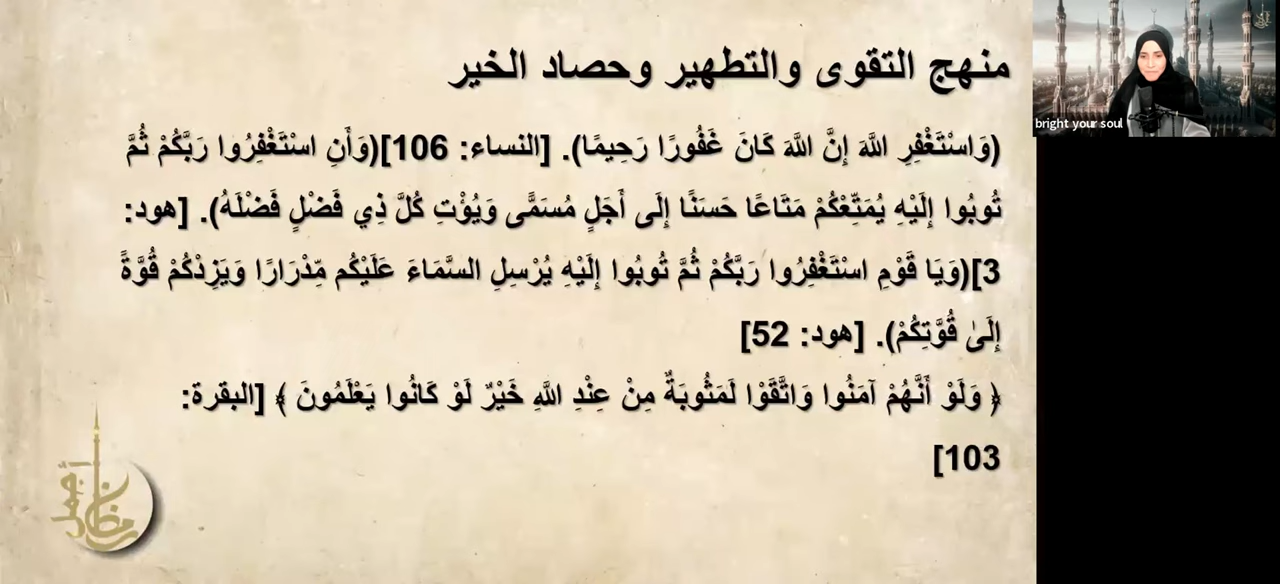 منهج التقوى والتطهير وحصاد الخير
(وَاسْتَغْفِرِ اللَّهَ إِنَّ اللَّهَ كَانَ غَفُورًا رَحِيمًا). [النساء: 106](وَأَنِ اسْتَغْفِرُوا رَبَّكُمْ ثُمَّ
تُوبُوا إِلَيْهِ يُمَتِّعْكُمْ مَتَاعًا حَسَنًا إِلَى أَجَلٍ مُسَمًّى وَيُؤْتِ كُلَّ ذِي فَضْلٍ فَضْلَهُ). [هود:
3](وَيَا قَوْمِ اسْتَغْفِرُوا رَبَّكُمْ ثُمَّ تُوبُوا إِلَيْهِ يُرْسِلِ السَّمَاءَ عَلَيْكُم مِّدْرَارًا وَيَزِدْكُمْ قُوَّةً
إِلَىٰ قُوَّتِكُمْ). [هود: 52]
﴿ وَلَوْ أَنَّهُمْ آمَنُوا وَاتَّقَوْا لَمَثُوبَةٌ مِنْ عِنْدِ اللَّهِ خَيْرٌ لَوْ كَانُوا يَعْلَمُونَ ﴾ [البقرة:
103]
bright your soul
رمضان أجمل